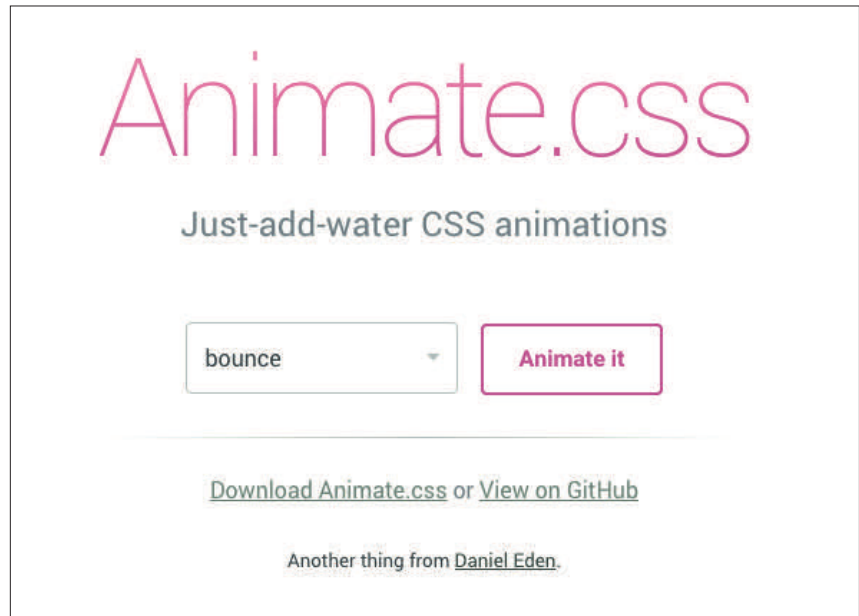 Animate.css
Just-add-water CSS animations
bounce
Animate it
Download Animate.css or View on GitHub
Another thing from Daniel Eden.